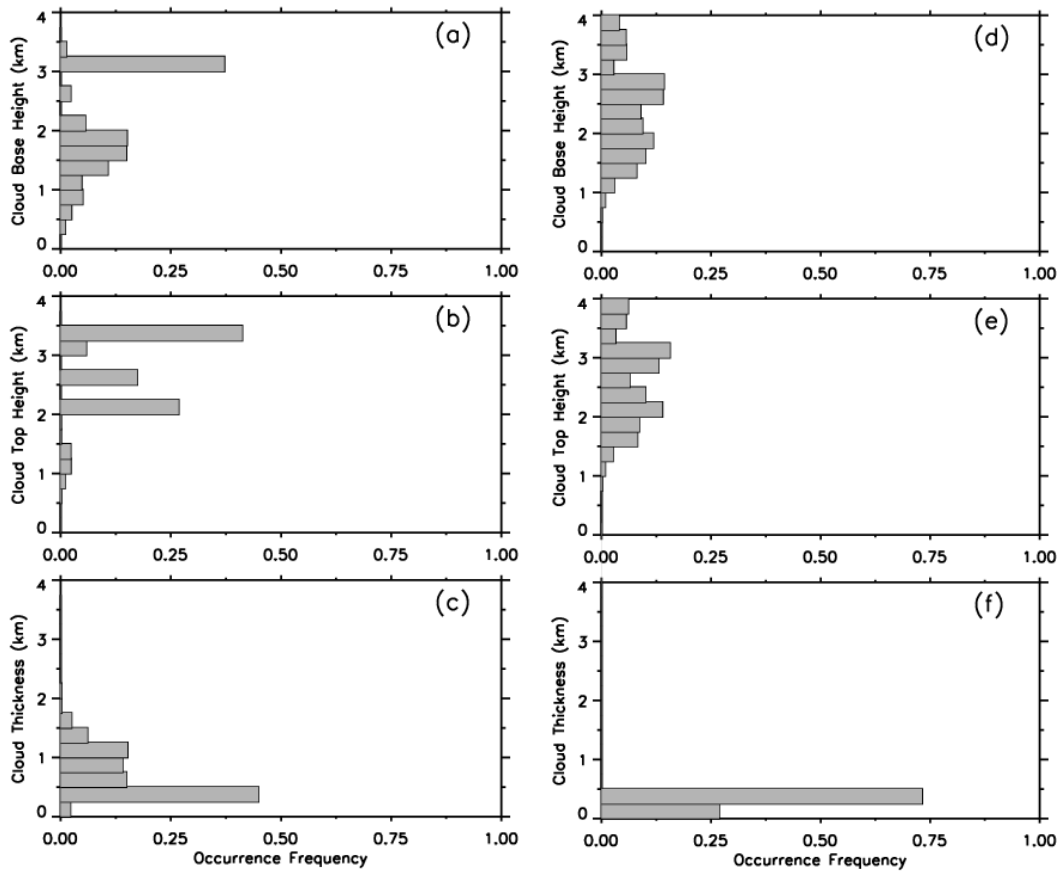 (a)
Cloud Base Height (km)
4
3
2
1
0
0.00 0.25 0.50 0.75 1.00
(b)
Cloud Top Height (km)
4
3
2
1
0
0.00 0.25 0.50 0.75 1.00
(c)
Cloud Thickness (km)
4
3
2
1
0
0.00 0.25 0.50 0.75 1.00
Occurrence Frequency
(d)
Cloud Base Height (km)
4
3
2
1
0
0.00 0.25 0.50 0.75 1.00
(e)
Cloud Top Height (km)
4
3
2
1
0
0.00 0.25 0.50 0.75 1.00
(f)
Cloud Thickness (km)
4
3
2
1
0
0.00 0.25 0.50 0.75 1.00
Occurrence Frequency